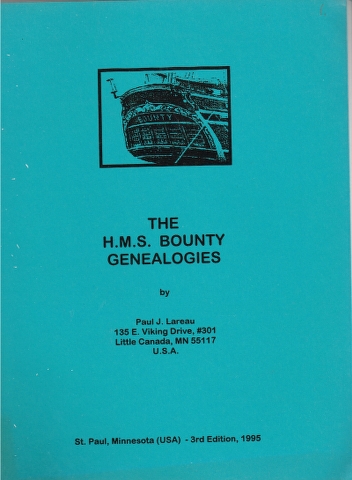 BOUNTY
THE
H.M.S. BOUNTY
GENEALOGIES
by
Paul J. Lareau
135 E. Viking Drive, #301
Little Canada, MN 55117
U.S.A.
St. Paul, Minnesota (USA) - 3rd Edition, 1995